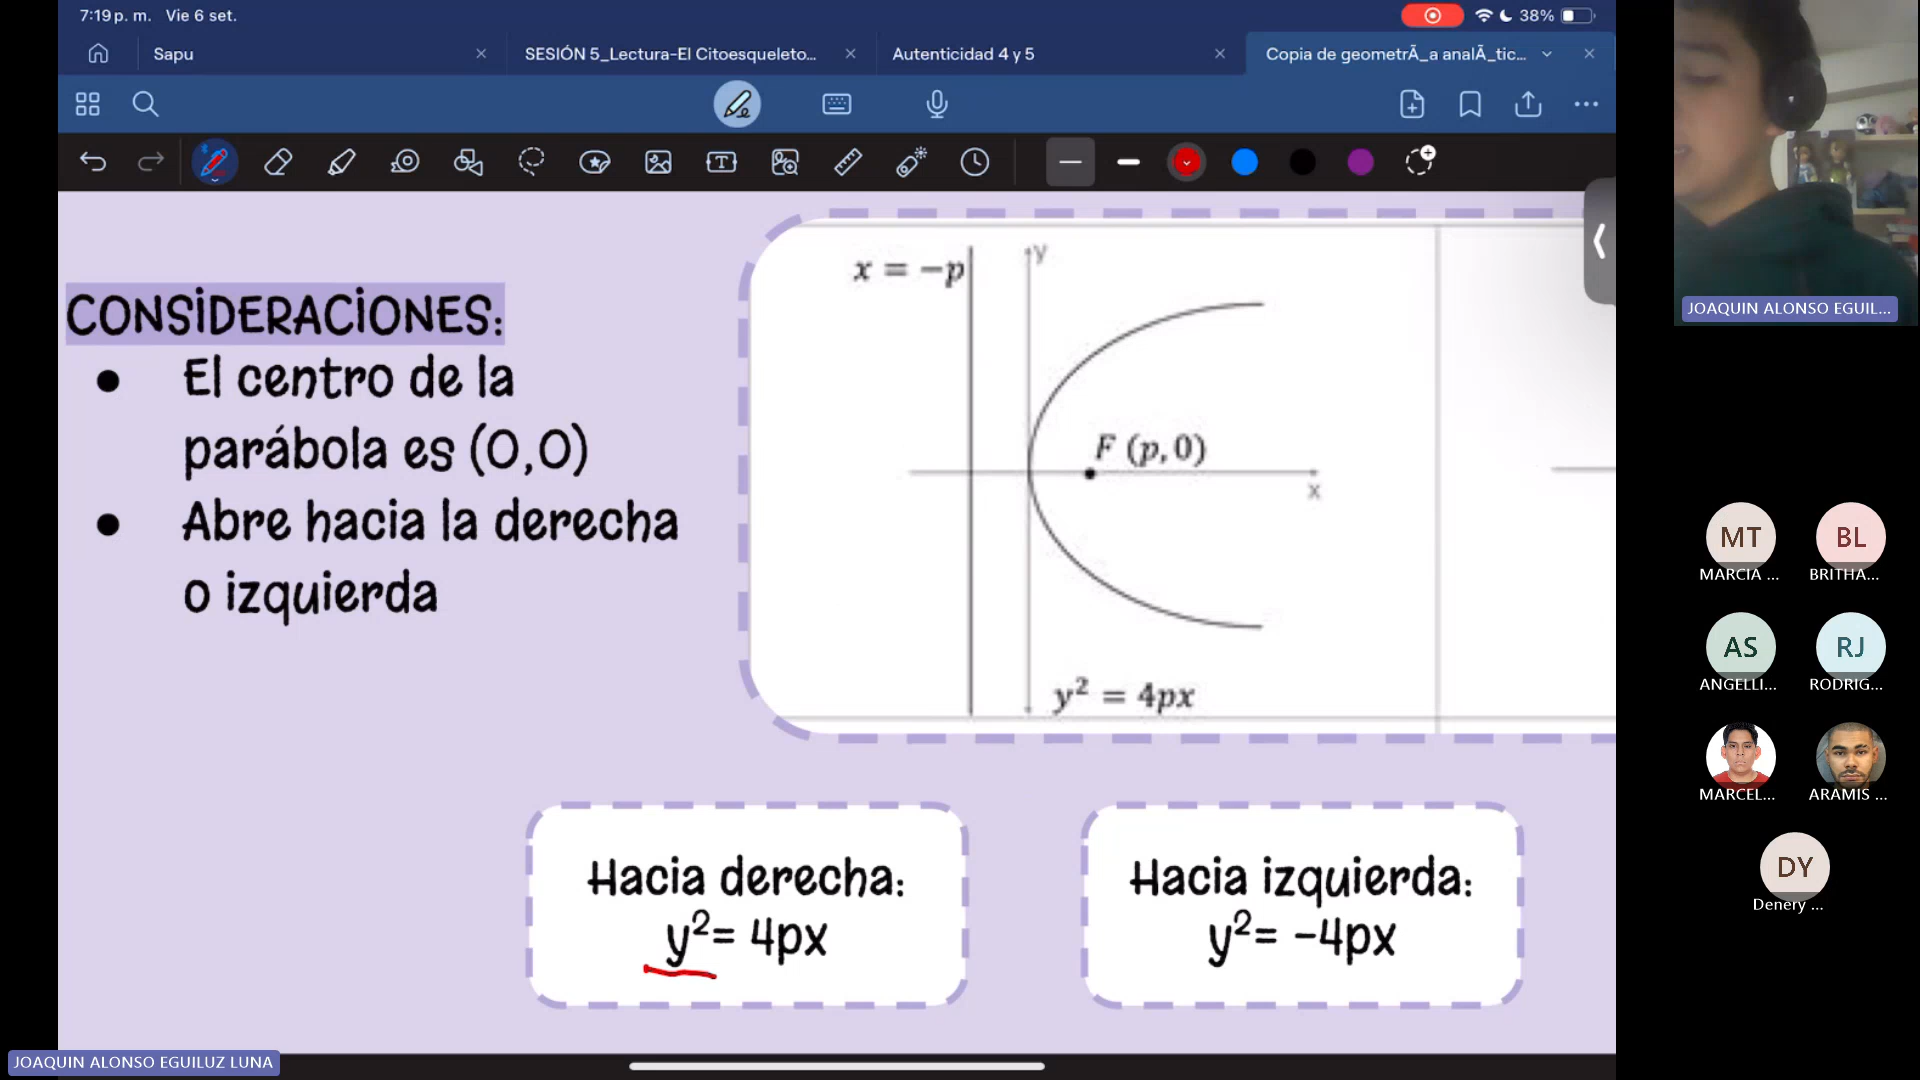 7:19 p. m. Vie 6 set.
38%
Sapu
SESIÓN 5_Lectura-El Citoesqueleto...
Autenticidad 4 y 5
Copia de geometrÃ_a analÃ_tic...
CONSIDERACIONES:
● El centro de la
parábola es (0,0)
● Abre hacia la derecha
o izquierda
x = −p
y
F (p, 0)
x
y² = 4px
Hacia derecha:
y²= 4px
Hacia izquierda:
y²= -4px
JOAQUIN ALONSO EGUIL...
MT
MARCIA ...
BL
BRITHA...
AS
ANGELLI...
RJ
RODRIG...
MARCEL...
ARAMIS ...
DY
Denery ...
JOAQUIN ALONSO EGUILUZ LUNA